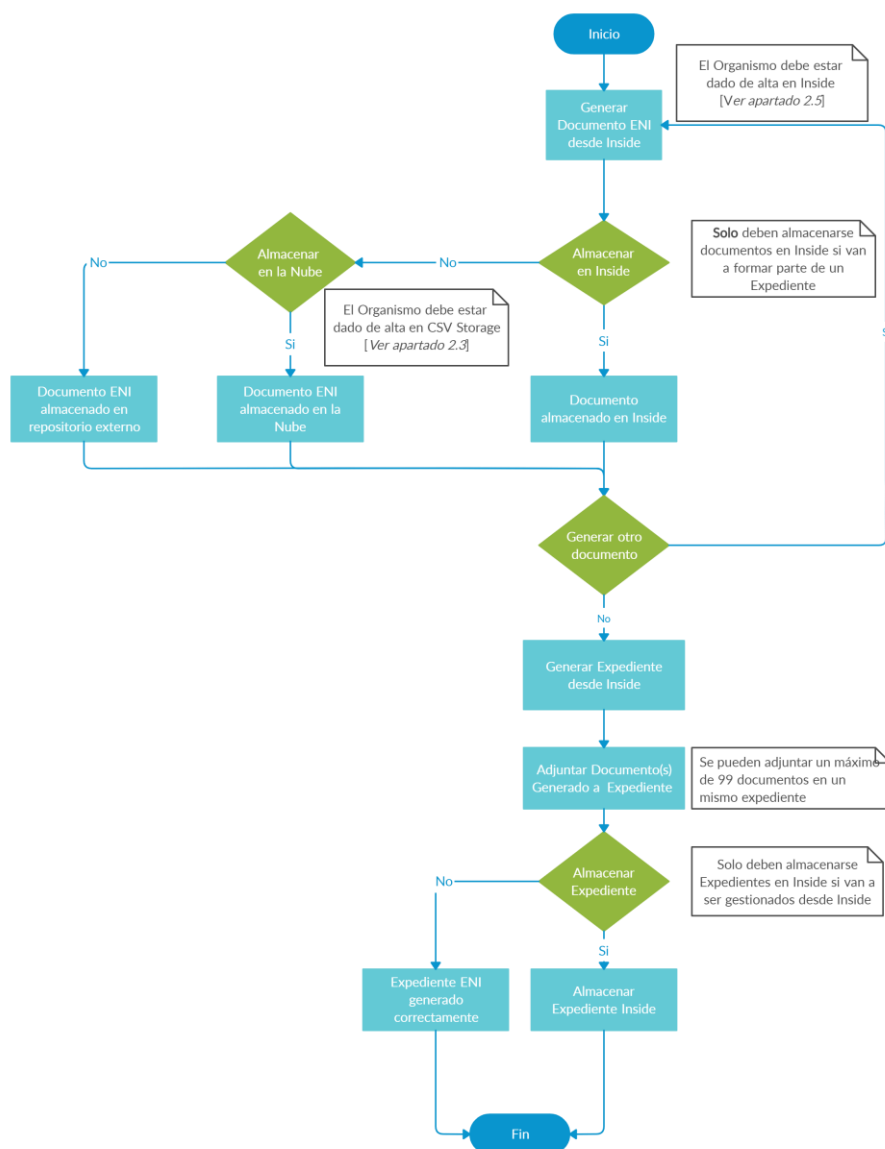 Inicio
El Organismo debe estar
dado de alta en Inside
[Ver apartado 2.5]
Generar
Documento ENI
desde Inside
Solo deben almacenarse
documentos en Inside si van
a formar parte de un
Expediente
Almacenar
en Inside
No
Almacenar
en la Nube
No
El Organismo debe estar
dado de alta en CSV Storage
[Ver apartado 2.3]
Si
Si
Documento ENI
almacenado en
repositorio externo
Documento ENI
almacenado en la
Nube
Documento
almacenado en Inside
Generar otro
documento
No
Generar Expediente
desde Inside
Adjuntar Documento(s)
Generado a Expediente
Se pueden adjuntar un máximo
de 99 documentos en un
mismo expediente
Almacenar
Expediente
Solo deben almacenarse
Expedientes en Inside si van a
ser gestionados desde Inside
No
Si
Expediente ENI
generado
correctamente
Almacenar
Expediente Inside
Fin